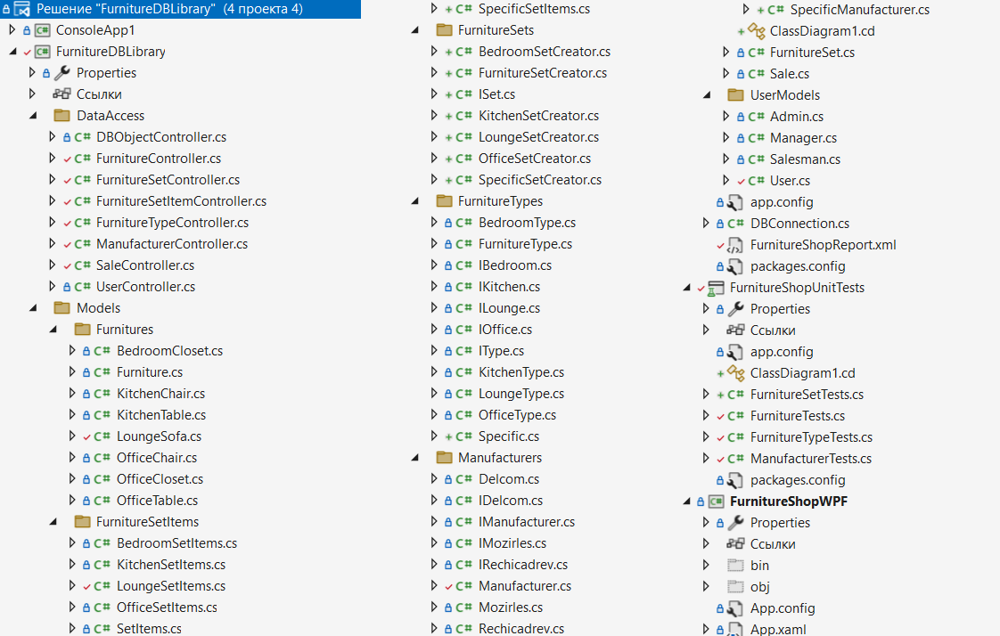 Решение "FurnitureDBLibrary" (4 проекта 4)
ConsoleApp1
FurnitureDBLibrary
Properties
Ссылки
DataAccess
C# DBObjectController.cs
C# FurnitureController.cs
C# FurnitureSetController.cs
C# FurnitureSetItemController.cs
C# FurnitureTypeController.cs
C# ManufacturerController.cs
C# SaleController.cs
C# UserController.cs
Models
Furnitures
C# BedroomCloset.cs
C# Furniture.cs
C# KitchenChair.cs
C# KitchenTable.cs
C# LoungeSofa.cs
C# OfficeChair.cs
C# OfficeCloset.cs
C# OfficeTable.cs
FurnitureSetItems
C# BedroomSetItems.cs
C# KitchenSetItems.cs
C# LoungeSetItems.cs
C# OfficeSetItems.cs
C# SetItems.cs
C# SpecificSetItems.cs
FurnitureSets
C# BedroomSetCreator.cs
C# FurnitureSetCreator.cs
C# ISet.cs
C# KitchenSetCreator.cs
C# LoungeSetCreator.cs
C# OfficeSetCreator.cs
C# SpecificSetCreator.cs
FurnitureTypes
C# BedroomType.cs
C# FurnitureType.cs
C# IBedroom.cs
C# IKitchen.cs
C# ILounge.cs
C# IOffice.cs
C# IType.cs
C# KitchenType.cs
C# LoungeType.cs
C# OfficeType.cs
C# Specific.cs
Manufacturers
C# Delcom.cs
C# IDelcom.cs
C# IManufacturer.cs
C# IMozirles.cs
C# IRechicadrev.cs
C# Manufacturer.cs
C# Mozirles.cs
C# Rechicadrev.cs
C# SpecificManufacturer.cs
ClassDiagram1.cd
C# FurnitureSet.cs
C# Sale.cs
UserModels
C# Admin.cs
C# Manager.cs
C# Salesman.cs
C# User.cs
app.config
C# DBConnection.cs
FurnitureShopReport.xml
packages.config
FurnitureShopUnitTests
Properties
Ссылки
app.config
ClassDiagram1.cd
C# FurnitureSetTests.cs
C# FurnitureTests.cs
C# FurnitureTypeTests.cs
C# ManufacturerTests.cs
packages.config
FurnitureShopWPF
Properties
Ссылки
bin
obj
App.config
App.xaml